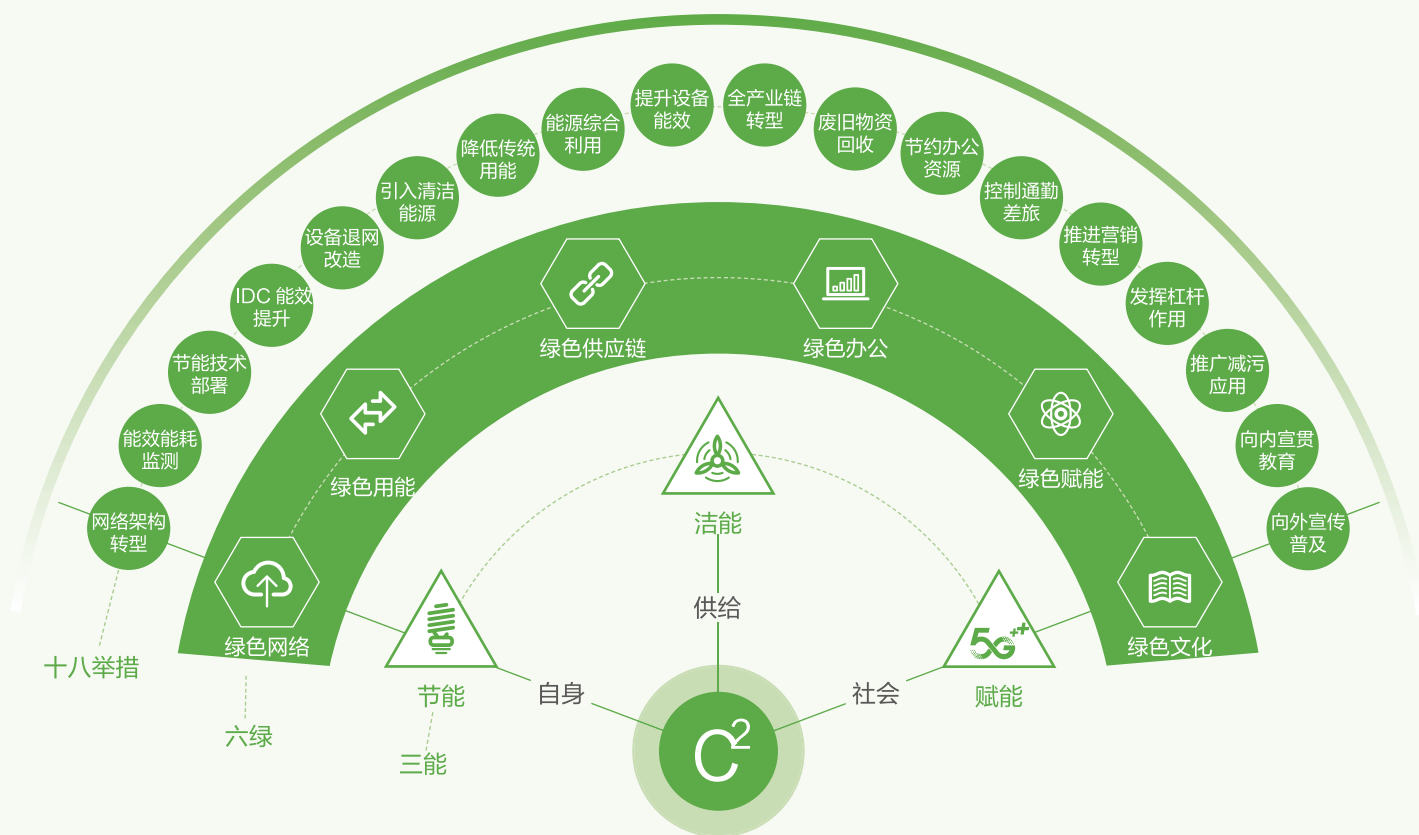 提升设备
能效
全产业链
转型
能源综合
利用
废旧物资
回收
降低传统
用能
节约办公
资源
引入清洁
能源
控制通勤
差旅
设备退网
改造
推进营销
转型
IDC 能效
提升
发挥杠杆
作用
节能技术
部署
推广减污
应用
能效能耗
监测
向内宣贯
教育
网络架构
转型
向外宣传
普及
绿色供应链
绿色办公
绿色用能
绿色赋能
绿色网络
绿色文化
洁能
供给
5G++
十八举措
节能
自身
社会
赋能
六绿
三能
C2